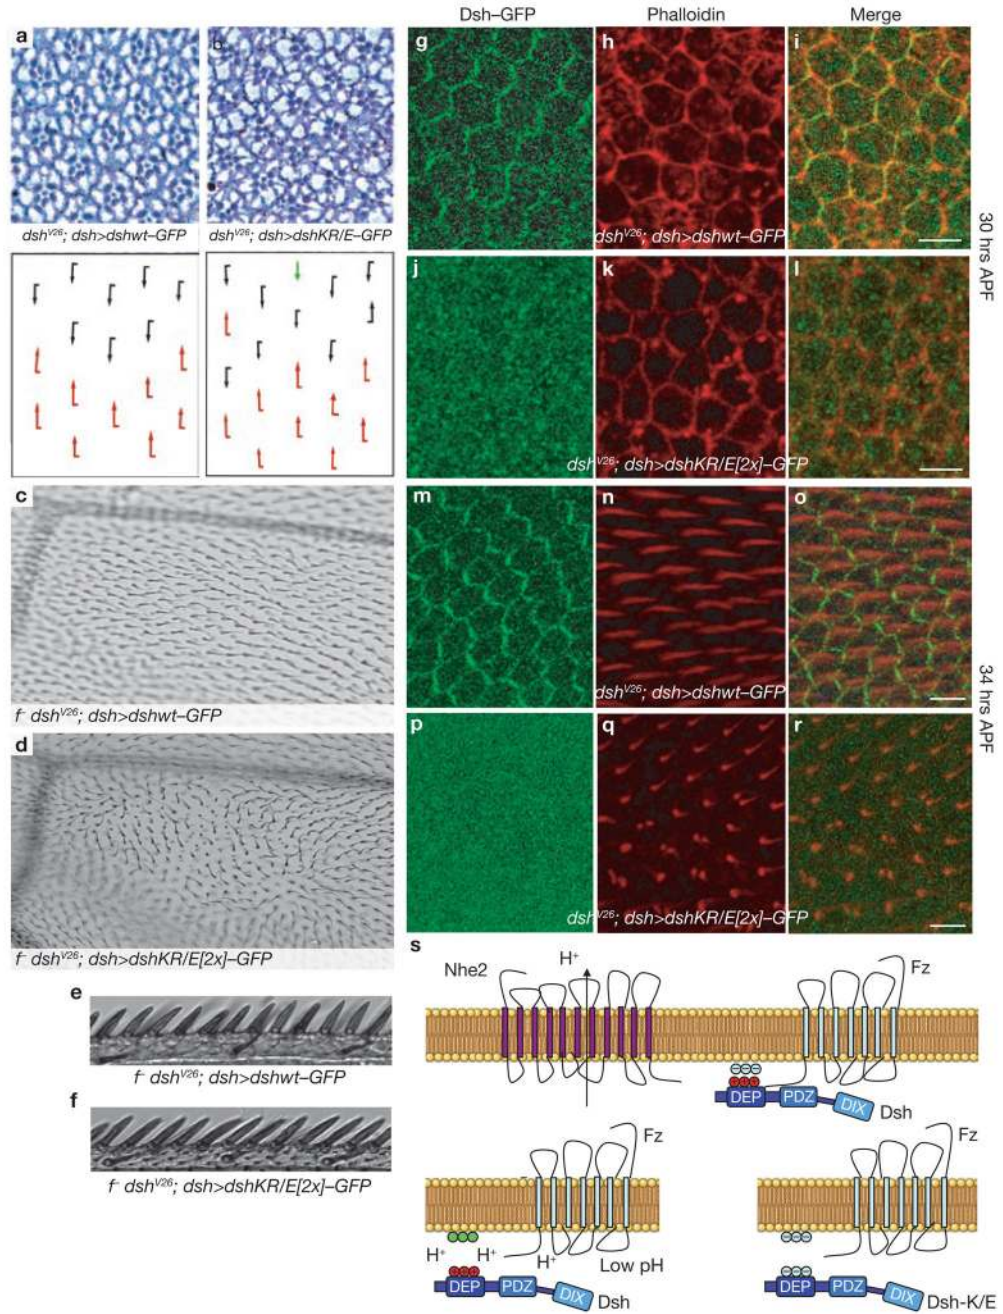 Dsh–GFP Phalloidin Merge
a b
dsh^V26; dsh>dshwt–GFP dsh^V26; dsh>dshKR/E–GFP
c
f⁻ dsh^V26; dsh>dshwt–GFP
d
f⁻ dsh^V26; dsh>dshKR/E[2x]–GFP
e
f⁻ dsh^V26; dsh>dshwt–GFP
f
f⁻ dsh^V26; dsh>dshKR/E[2x]–GFP
g h i
dsh^V26; dsh>dshwt–GFP
j k l
dsh^V26; dsh>dshKR/E[2x]–GFP
30 hrs APF
m n o
dsh^V26; dsh>dshwt–GFP
p q r
dsh^V26; dsh>dshKR/E[2x]–GFP
34 hrs APF
s
Nhe2 H⁺ Fz
DEP PDZ DIX Dsh
Fz
H⁺ H⁺ H⁺ Low pH
DEP PDZ DIX Dsh
Fz
DEP PDZ DIX Dsh-K/E